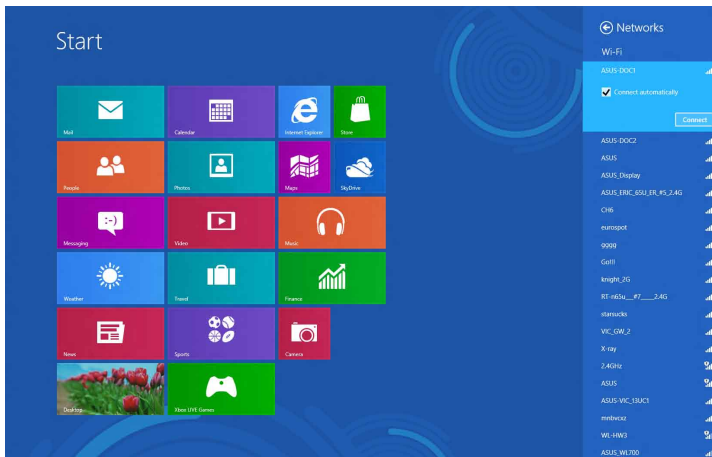 Start
Mail
Calendar
Internet Explorer
Store
People
Photos
Maps
SkyDrive
Messaging
:-)
Video
Music
Weather
Travel
Finance
News
Sports
Camera
Desktop
Xbox LIVE Games
Networks
Wi-Fi
ASUS-DOC1
Connect automatically
Connect
ASUS-DOC2
ASUS
ASUS_Display
ASUS_ERIC_65U_ER_#5_2.4G
CH6
eurospot
9999
Go!!!
knight_2G
RT-n65u__#7____2.4G
starsucks
VIC_GW_2
X-ray
2.4GHz
ASUS
ASUS-VIC_13UC1
mnbvcxz
WL-HW3
ASUS_WL700